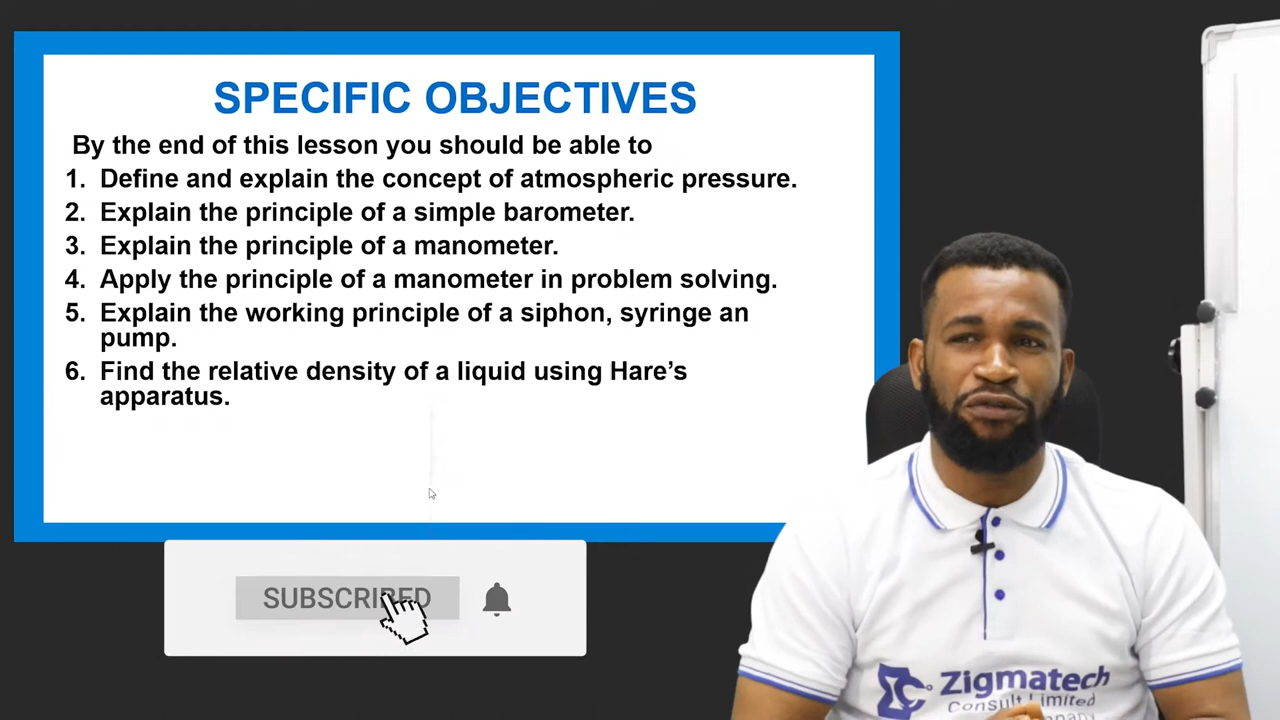 SPECIFIC OBJECTIVES
By the end of this lesson you should be able to
1. Define and explain the concept of atmospheric pressure.
2. Explain the principle of a simple barometer.
3. Explain the principle of a manometer.
4. Apply the principle of a manometer in problem solving.
5. Explain the working principle of a siphon, syringe an
pump.
6. Find the relative density of a liquid using Hare’s
apparatus.
SUBSCRIBED
Zigmatech
Consult Limited